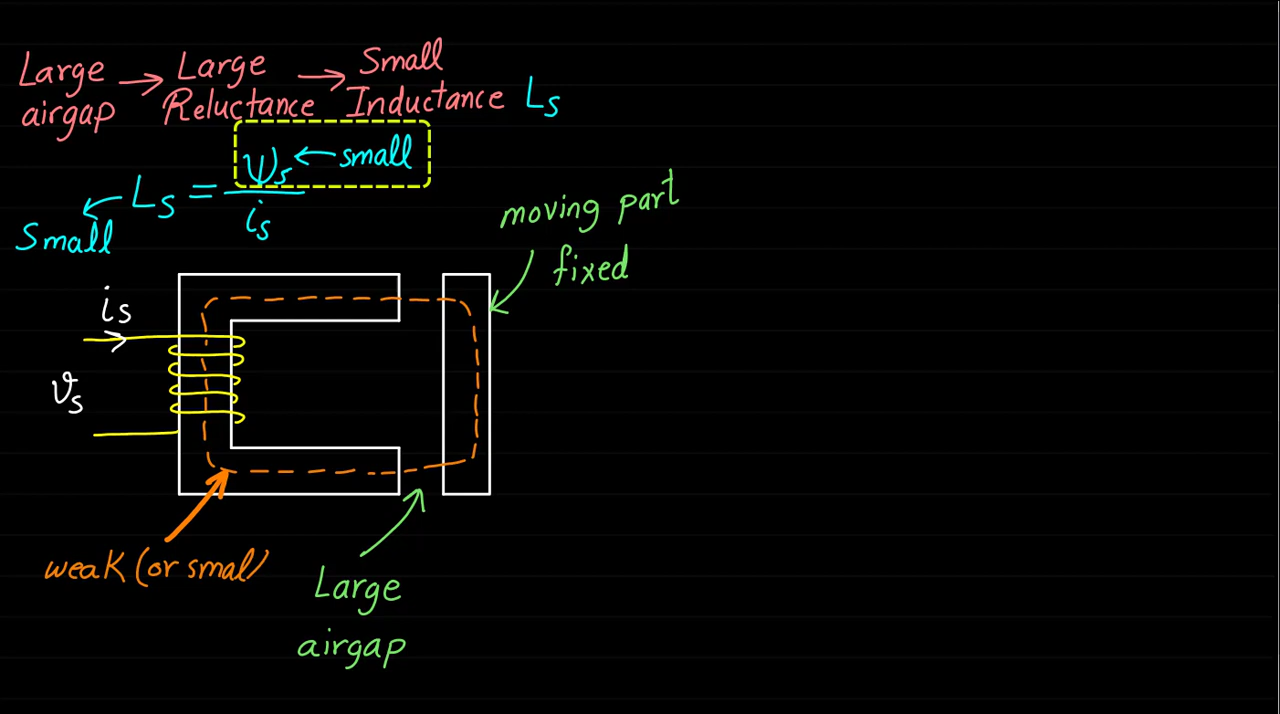 Large → Large → Small
airgap Reluctance Inductance Ls
ψs ← small
Ls = 
is
Small
moving part
fixed
is
vs
weak (or small)
Large
airgap